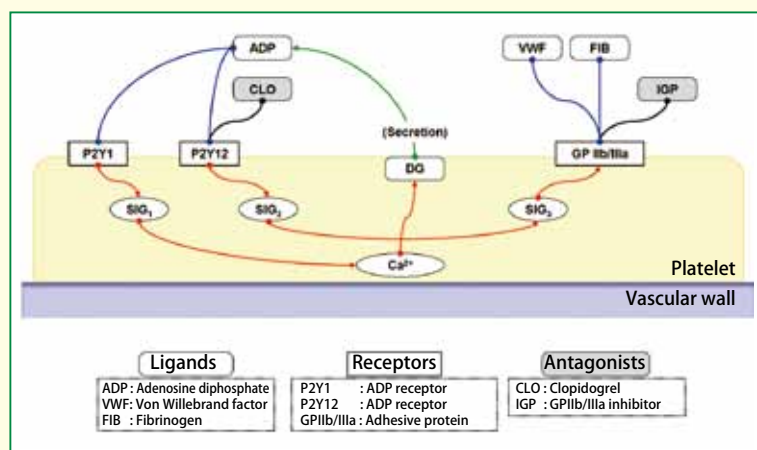 ADP
VWF
FIB
CLO
IGP
(Secretion)
P2Y1
P2Y12
DG
GP IIb/IIIa
SIG₁
SIG₂
SIG₃
Ca²⁺
Platelet
Vascular wall
Ligands
ADP : Adenosine diphosphate
VWF: Von Willebrand factor
FIB : Fibrinogen
Receptors
P2Y1 : ADP receptor
P2Y12 : ADP receptor
GPIIb/IIIa : Adhesive protein
Antagonists
CLO : Clopidogrel
IGP : GPIIb/IIIa inhibitor